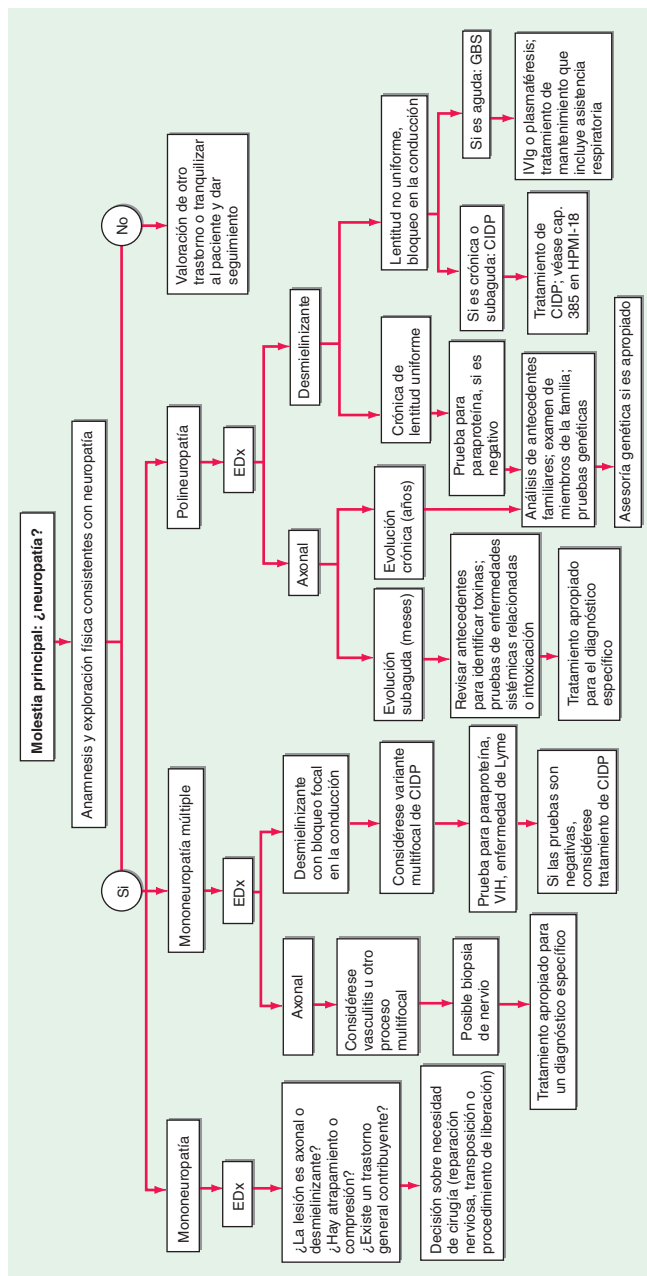 Molestia principal: ¿neuropatía?
Anamnesis y exploración física consistentes con neuropatía
Si
No
Valoración de otro
trastorno o tranquilizar
al paciente y dar
seguimiento
Mononeuropatía
EDx
¿La lesión es axonal o
desmielinizante?
¿Hay atrapamiento o
compresión?
¿Existe un trastorno
general contribuyente?
Decisión sobre necesidad
de cirugía (reparación
nerviosa, transposición o
procedimiento de liberación)
Mononeuropatía múltiple
EDx
Axonal
Considérese
vasculitis u otro
proceso
multifocal
Posible biopsia
de nervio
Tratamiento apropiado para
un diagnóstico específico
Desmielinizante
con bloqueo focal
en la conducción
Considérese variante
multifocal de CIDP
Prueba para paraproteína,
VIH, enfermedad de Lyme
Si las pruebas son
negativas,
considérese
tratamiento de CIDP
Polineuropatía
EDx
Axonal
Evolución
subaguda (meses)
Revisar antecedentes
para identificar toxinas;
pruebas de enfermedades
sistémicas relacionadas
o intoxicación
Tratamiento apropiado
para el diagnóstico
específico
Evolución
crónica (años)
Desmielinizante
Crónica de
lentitud uniforme
Prueba para
paraproteína, si es
negativo
Análisis de antecedentes
familiares; examen de
miembros de la familia;
pruebas genéticas
Asesoría genética si es apropiado
Lentitud no uniforme,
bloqueo en la conducción
Si es crónica o
subaguda: CIDP
Tratamiento de
CIDP; véase cap.
385 en HPMI-18
Si es aguda: GBS
IVIg o plasmaféresis;
tratamiento de
mantenimiento que
incluye asistencia
respiratoria